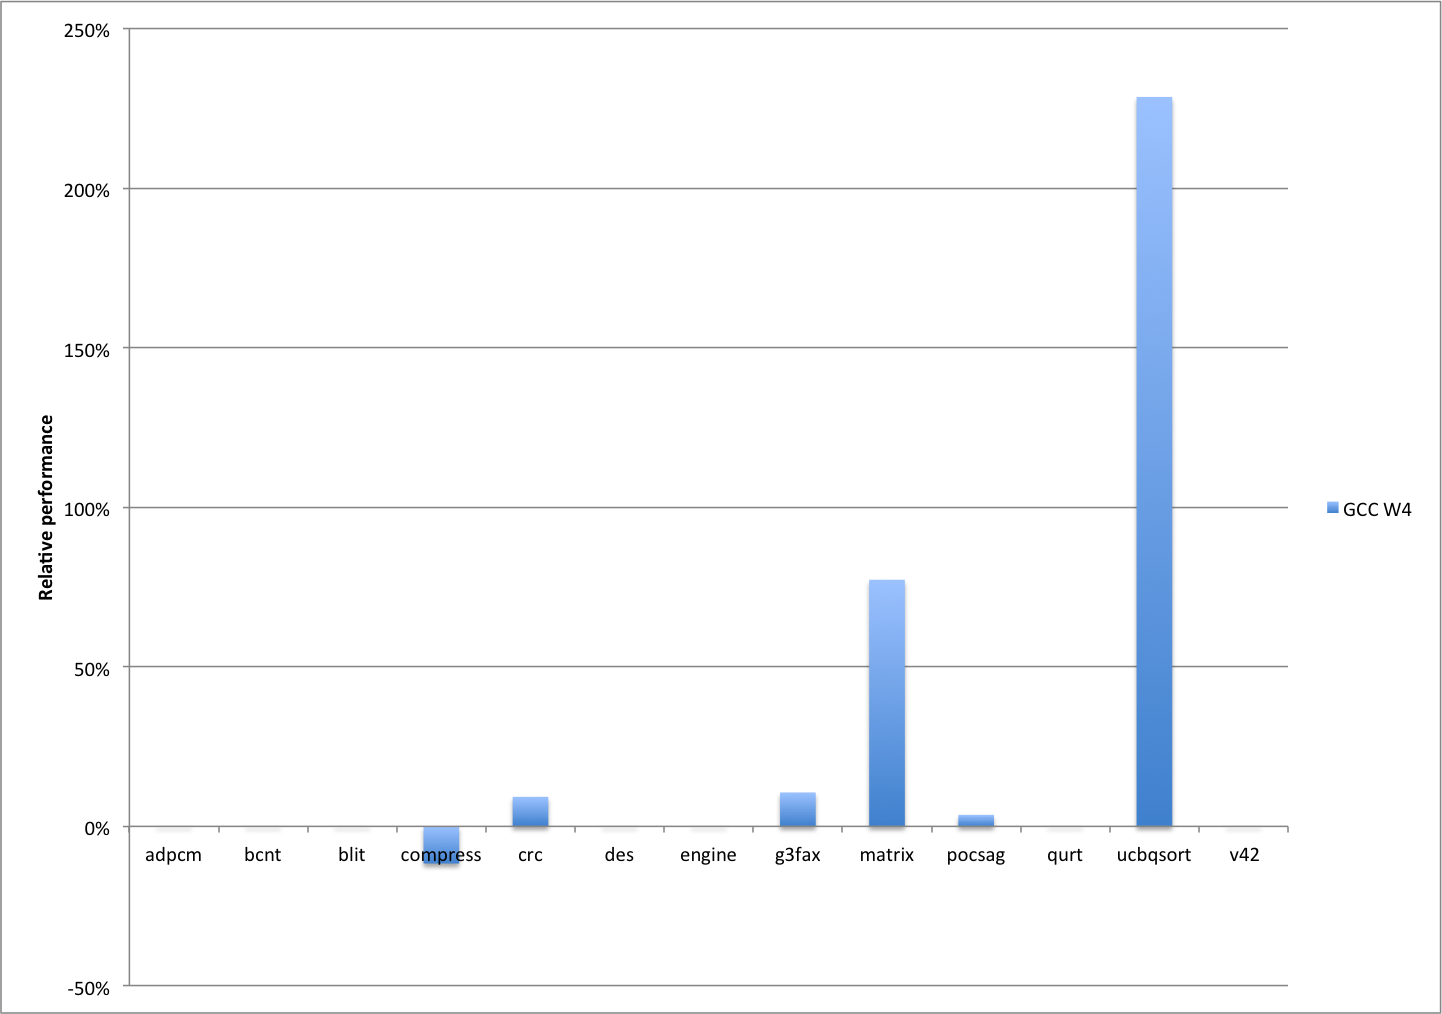 250%
200%
150%
100%
50%
0%
-50%
Relative performance
adpcm bcnt blit compress crc des engine g3fax matrix pocsag qurt ucbqsort v42
GCC W4